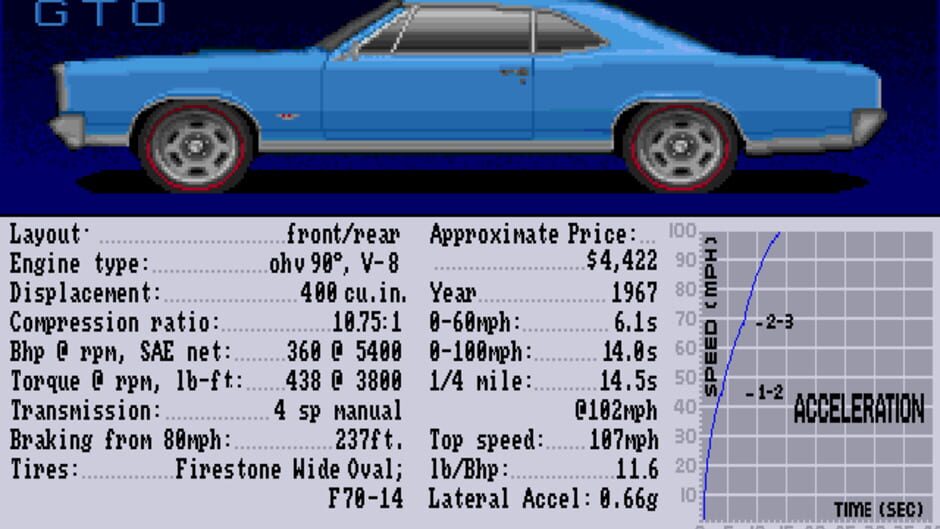 GTO
Layout: front/rear
Engine type: ohv 90°, V-8
Displacement: 400 cu.in.
Compression ratio: 10.75:1
Bhp @ rpm, SAE net: 360 @ 5400
Torque @ rpm, lb-ft: 438 @ 3800
Transmission: 4 sp manual
Braking from 80mph: 237ft.
Tires: Firestone Wide Oval;
F70-14
Approximate Price:
$4,422
Year 1967
0-60mph: 6.1s
0-100mph: 14.0s
1/4 mile: 14.5s
@102mph
Top speed: 107mph
lb/Bhp: 11.6
Lateral Accel: 0.66g
100
90
80
70
60
50
40
30
20
10
SPEED (MPH)
2-3
1-2
ACCELERATION
TIME (SEC)